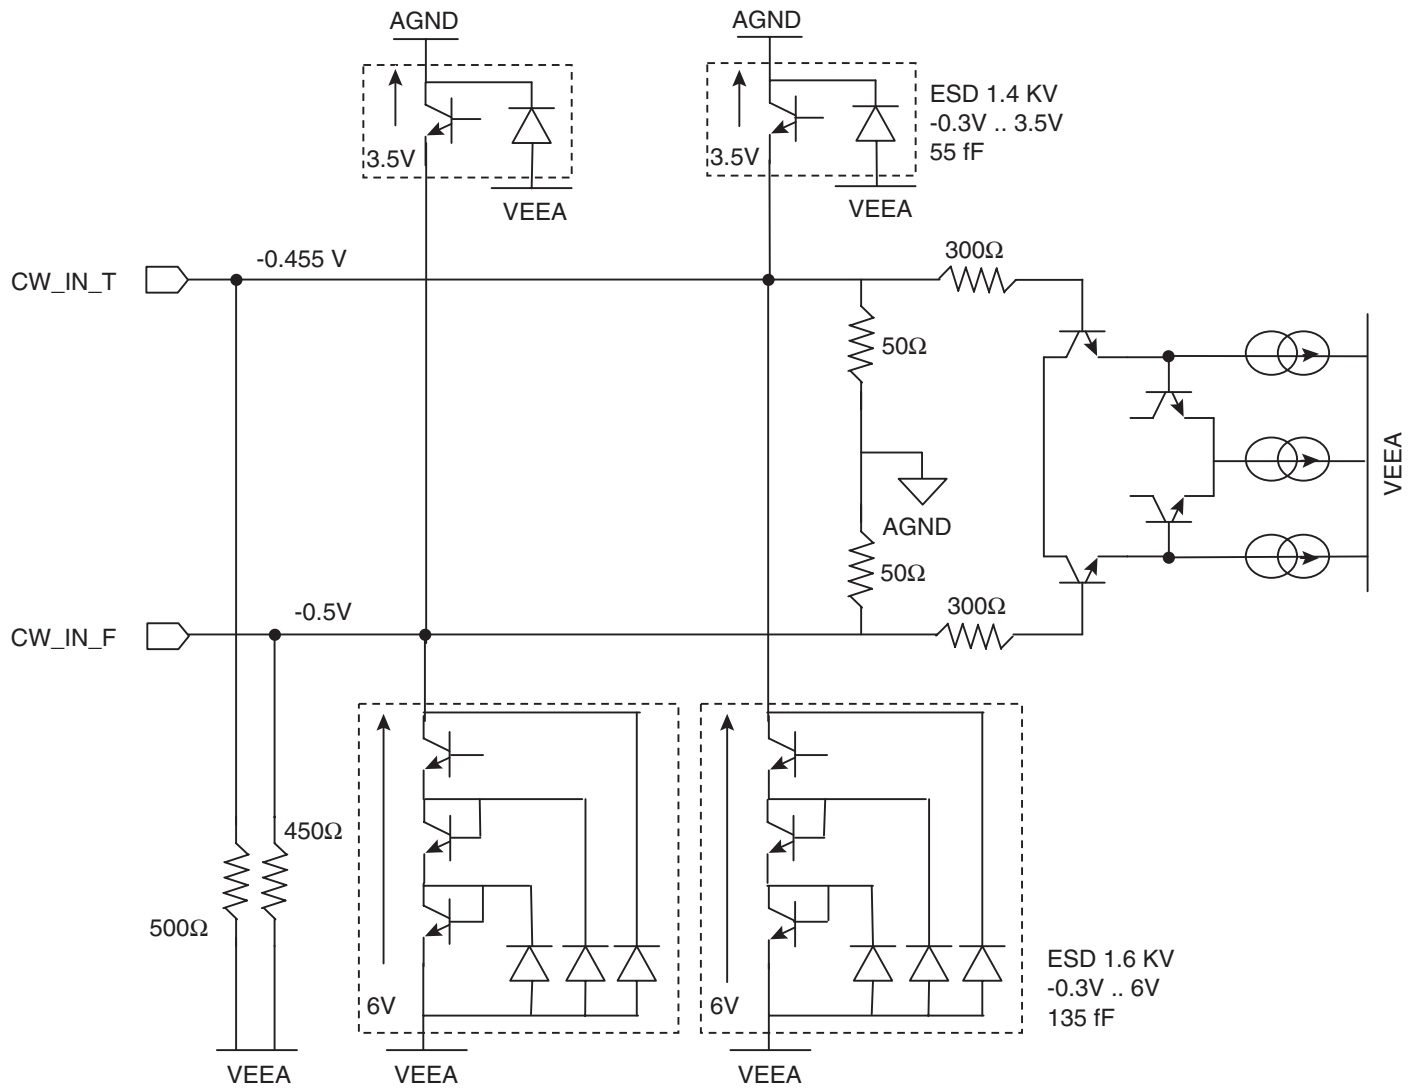 AGND
AGND
ESD 1.4 KV
-0.3V .. 3.5V
55 fF
3.5V
3.5V
VEEA
VEEA
-0.455 V
300Ω
CW_IN_T
50Ω
VEEA
AGND
50Ω
-0.5V
300Ω
CW_IN_F
450Ω
500Ω
ESD 1.6 KV
-0.3V .. 6V
135 fF
6V
6V
VEEA
VEEA
VEEA